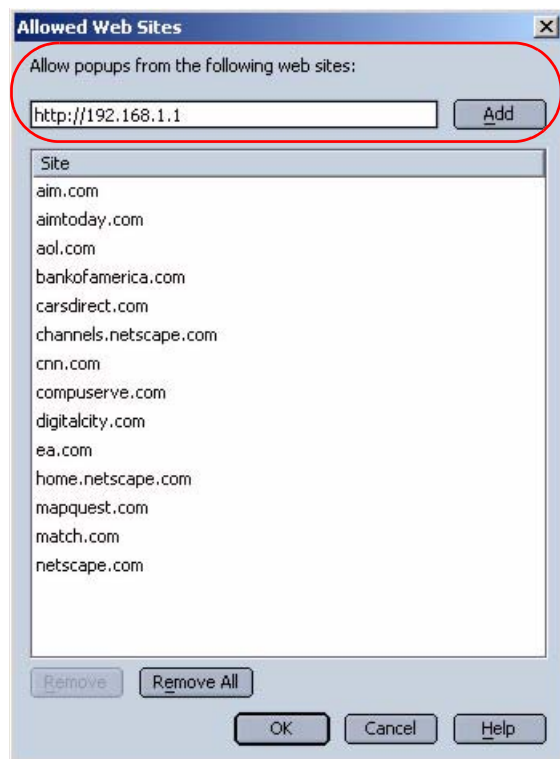 Allowed Web Sites
Allow popups from the following web sites:
http://192.168.1.1 Add
Site
aim.com
aimtoday.com
aol.com
bankofamerica.com
carsdirect.com
channels.netscape.com
cnn.com
compuserve.com
digitalcity.com
ea.com
home.netscape.com
mapquest.com
match.com
netscape.com
Remove Remove All
OK Cancel Help